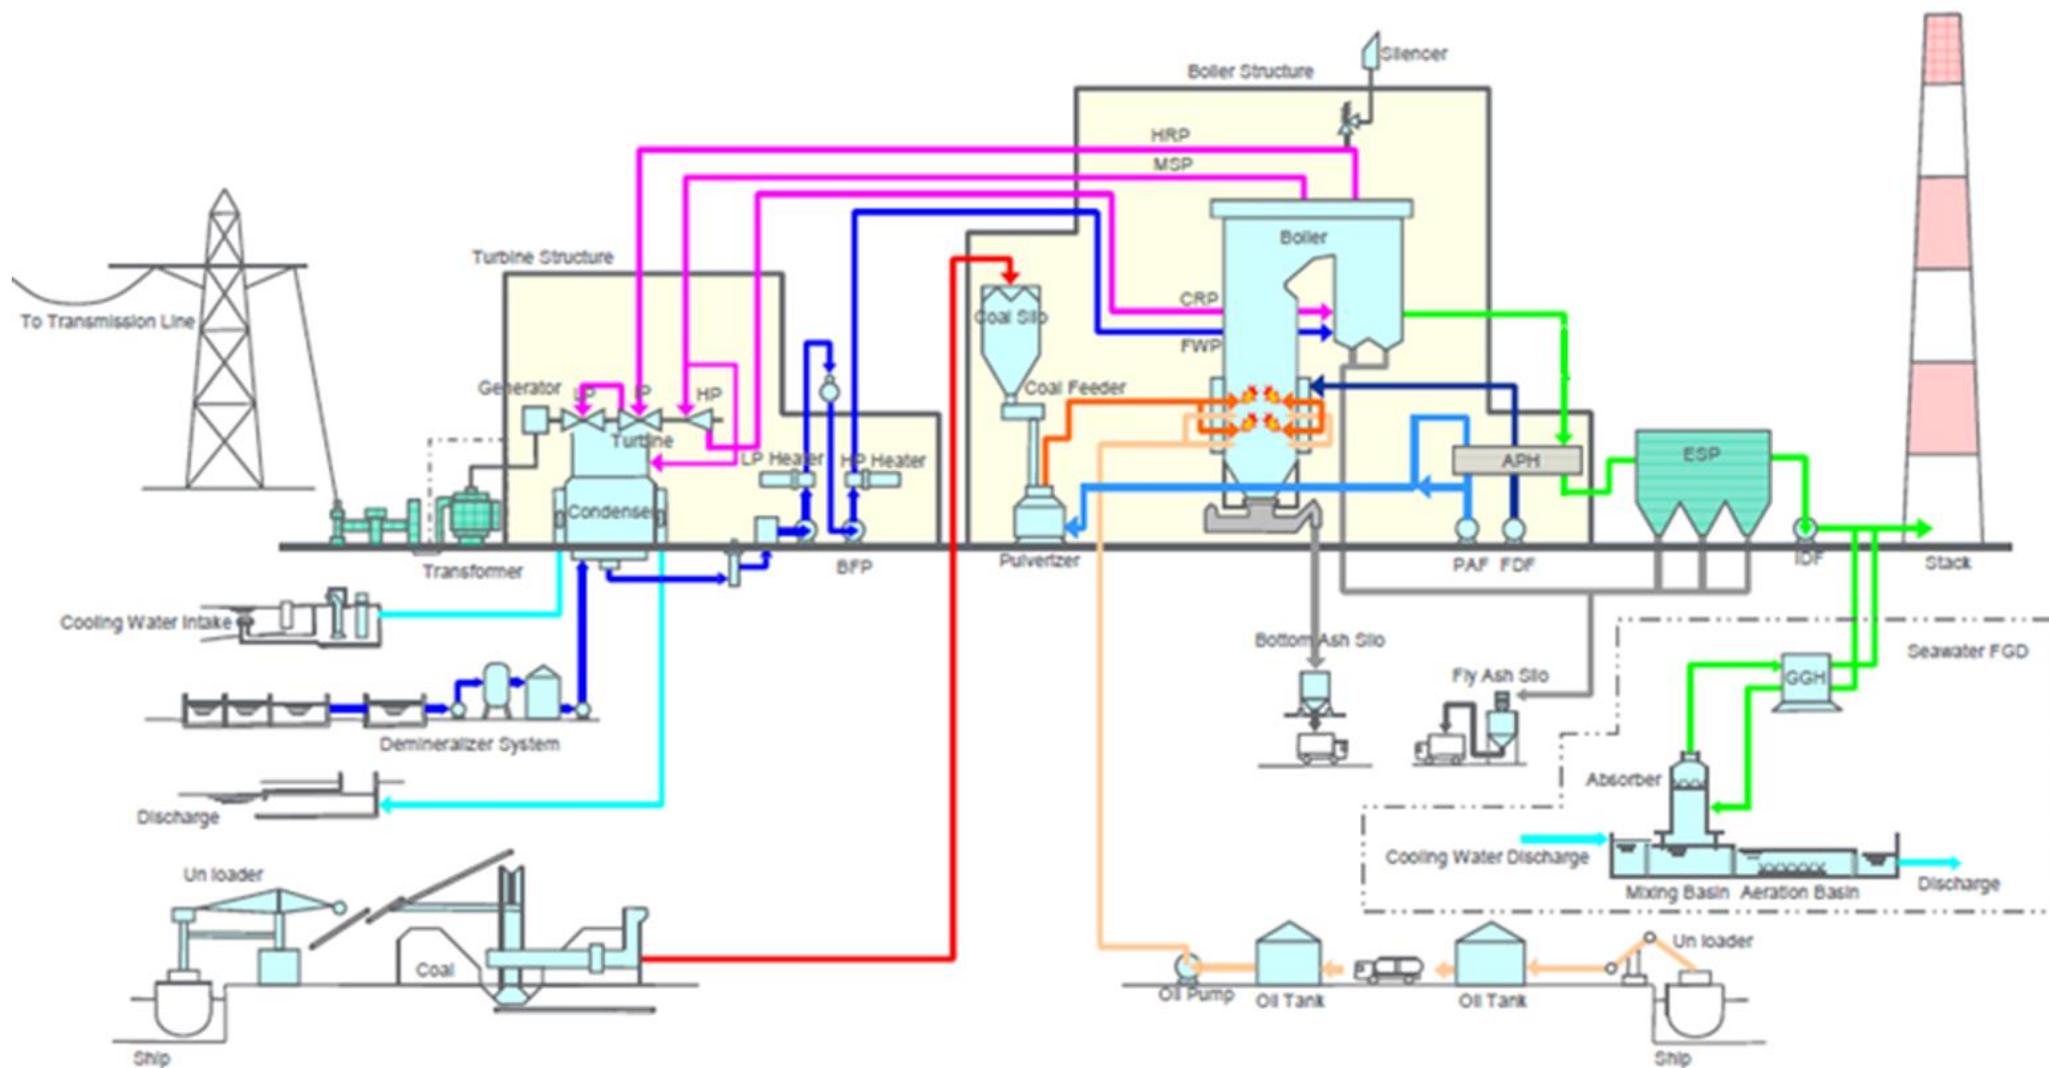 Silencer
Boiler Structure
HRP
MSP
Turbine Structure
Boiler
To Transmission Line
CRP
Coal Silo
FWP
Generator
LP
IP
HP
Coal Feeder
Turbine
LP Heater
HP Heater
APH
ESP
Condenser
Transformer
BFP
Pulverizer
PAF
FDF
IDF
Stack
Cooling Water Intake
Bottom Ash Silo
Fly Ash Silo
Seawater FGD
GGH
Demineralizer System
Absorber
Discharge
Cooling Water Discharge
Mixing Basin
Aeration Basin
Discharge
Un loader
Coal
Un loader
Oil Pump
Oil Tank
Oil Tank
Ship
Ship